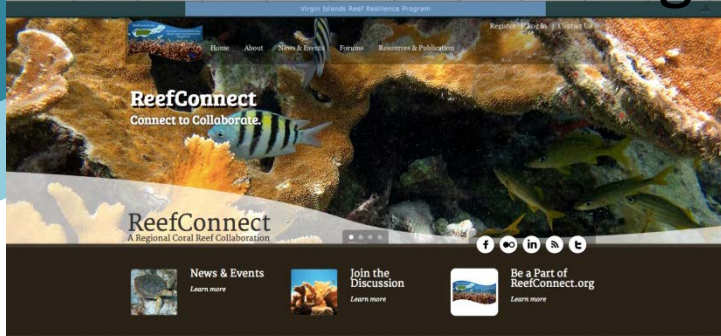 Virgin Islands Reef Resilience Program
Register | Log In | Contact Us
Home About News & Events Forums Resources & Publication
ReefConnect
Connect to Collaborate.
ReefConnect
A Regional Coral Reef Collaboration
f in t
News & Events
Learn more
Join the
Discussion
Learn more
Be a Part of
ReefConnect.org
Learn more